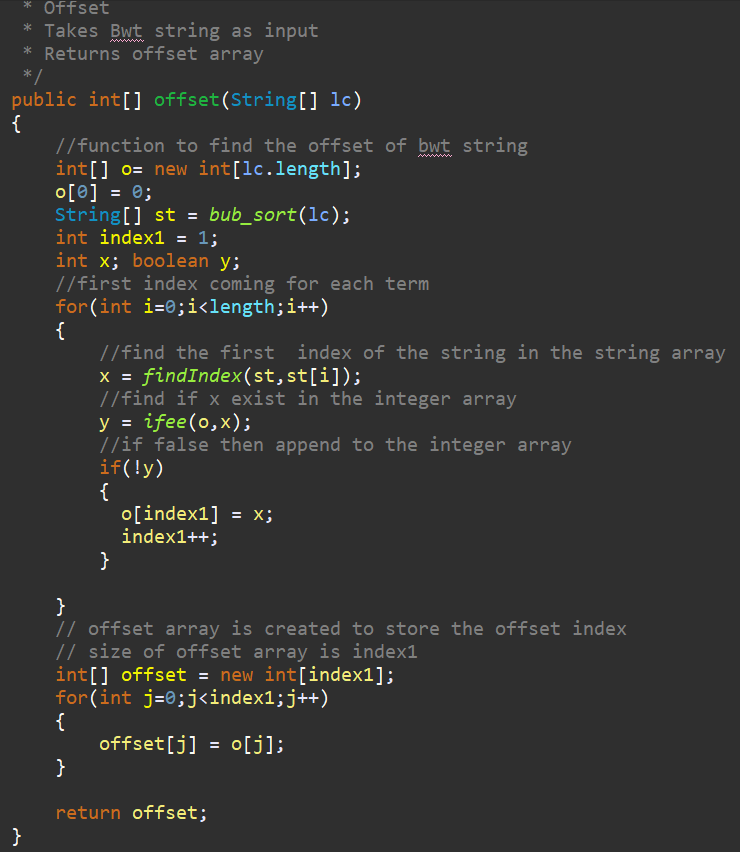 * Offset
* Takes Bwt string as input
* Returns offset array
*/
public int[] offset(String[] lc)
{
    //function to find the offset of bwt string
    int[] o= new int[lc.length];
    o[0] = 0;
    String[] st = bub_sort(lc);
    int index1 = 1;
    int x; boolean y;
    //first index coming for each term
    for(int i=0;i<length;i++)
    {
        //find the first  index of the string in the string array
        x = findIndex(st,st[i]);
        //find if x exist in the integer array
        y = ifee(o,x);
        //if false then append to the integer array
        if(!y)
        {
          o[index1] = x;
          index1++;
        }
    }
    // offset array is created to store the offset index
    // size of offset array is index1
    int[] offset = new int[index1];
    for(int j=0;j<index1;j++)
    {
        offset[j] = o[j];
    }
    return offset;
}